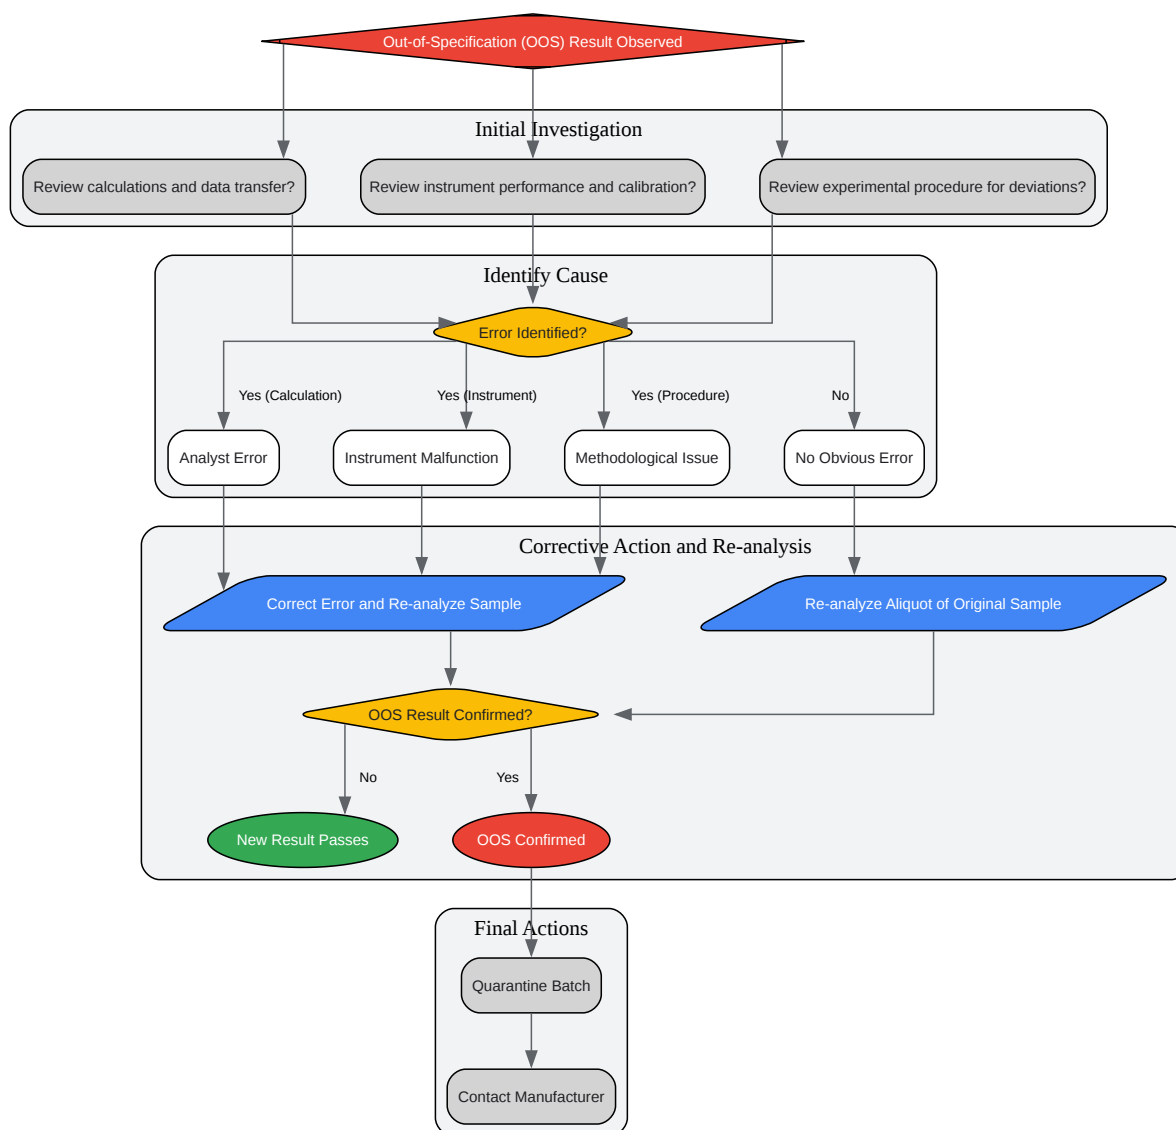 Out-of-Specification (OOS) Result Observed
Initial Investigation
Review calculations and data transfer?
Review instrument performance and calibration?
Review experimental procedure for deviations?
Identify Cause
Error Identified?
Yes (Calculation)
Yes (Instrument)
Yes (Procedure)
No
Analyst Error
Instrument Malfunction
Methodological Issue
No Obvious Error
Corrective Action and Re-analysis
Correct Error and Re-analyze Sample
Re-analyze Aliquot of Original Sample
OOS Result Confirmed?
No
Yes
New Result Passes
OOS Confirmed
Final Actions
Quarantine Batch
Contact Manufacturer